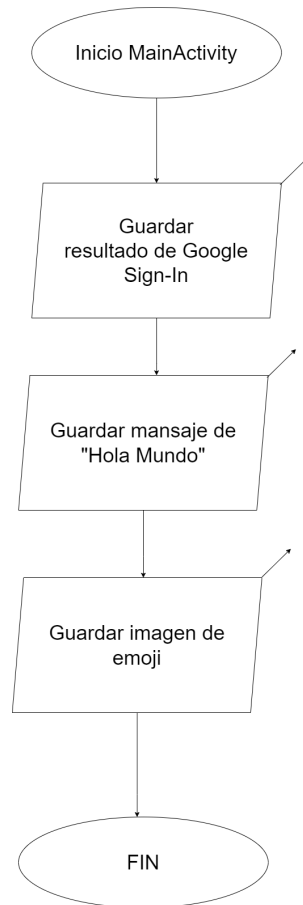 Inicio MainActivity
Guardar
resultado de Google
Sign-In
Guardar mansaje de
"Hola Mundo"
Guardar imagen de
emoji
FIN